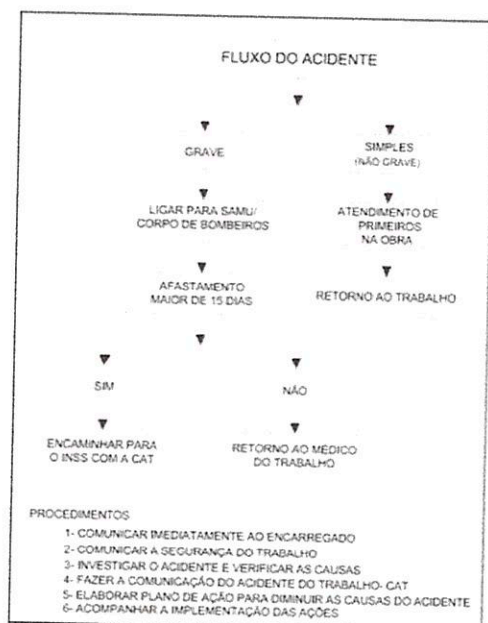 FLUXO DO ACIDENTE
GRAVE
SIMPLES
(NÃO GRAVE)
LIGAR PARA SAMU/
CORPO DE BOMBEIROS
ATENDIMENTO DE
PRIMEIROS
NA OBRA
AFASTAMENTO
MAIOR DE 15 DIAS
RETORNO AO TRABALHO
SIM
NÃO
ENCAMINHAR PARA
O INSS COM A CAT
RETORNO AO MÉDICO
DO TRABALHO
PROCEDIMENTOS
1- COMUNICAR IMEDIATAMENTE AO ENCARREGADO
2- COMUNICAR A SEGURANÇA DO TRABALHO
3- INVESTIGAR O ACIDENTE E VERIFICAR AS CAUSAS
4- FAZER A COMUNICAÇÃO DO ACIDENTE DO TRABALHO- CAT
5- ELABORAR PLANO DE AÇÃO PARA DIMINUIR AS CAUSAS DO ACIDENTE
6- ACOMPANHAR A IMPLEMENTAÇÃO DAS AÇÕES